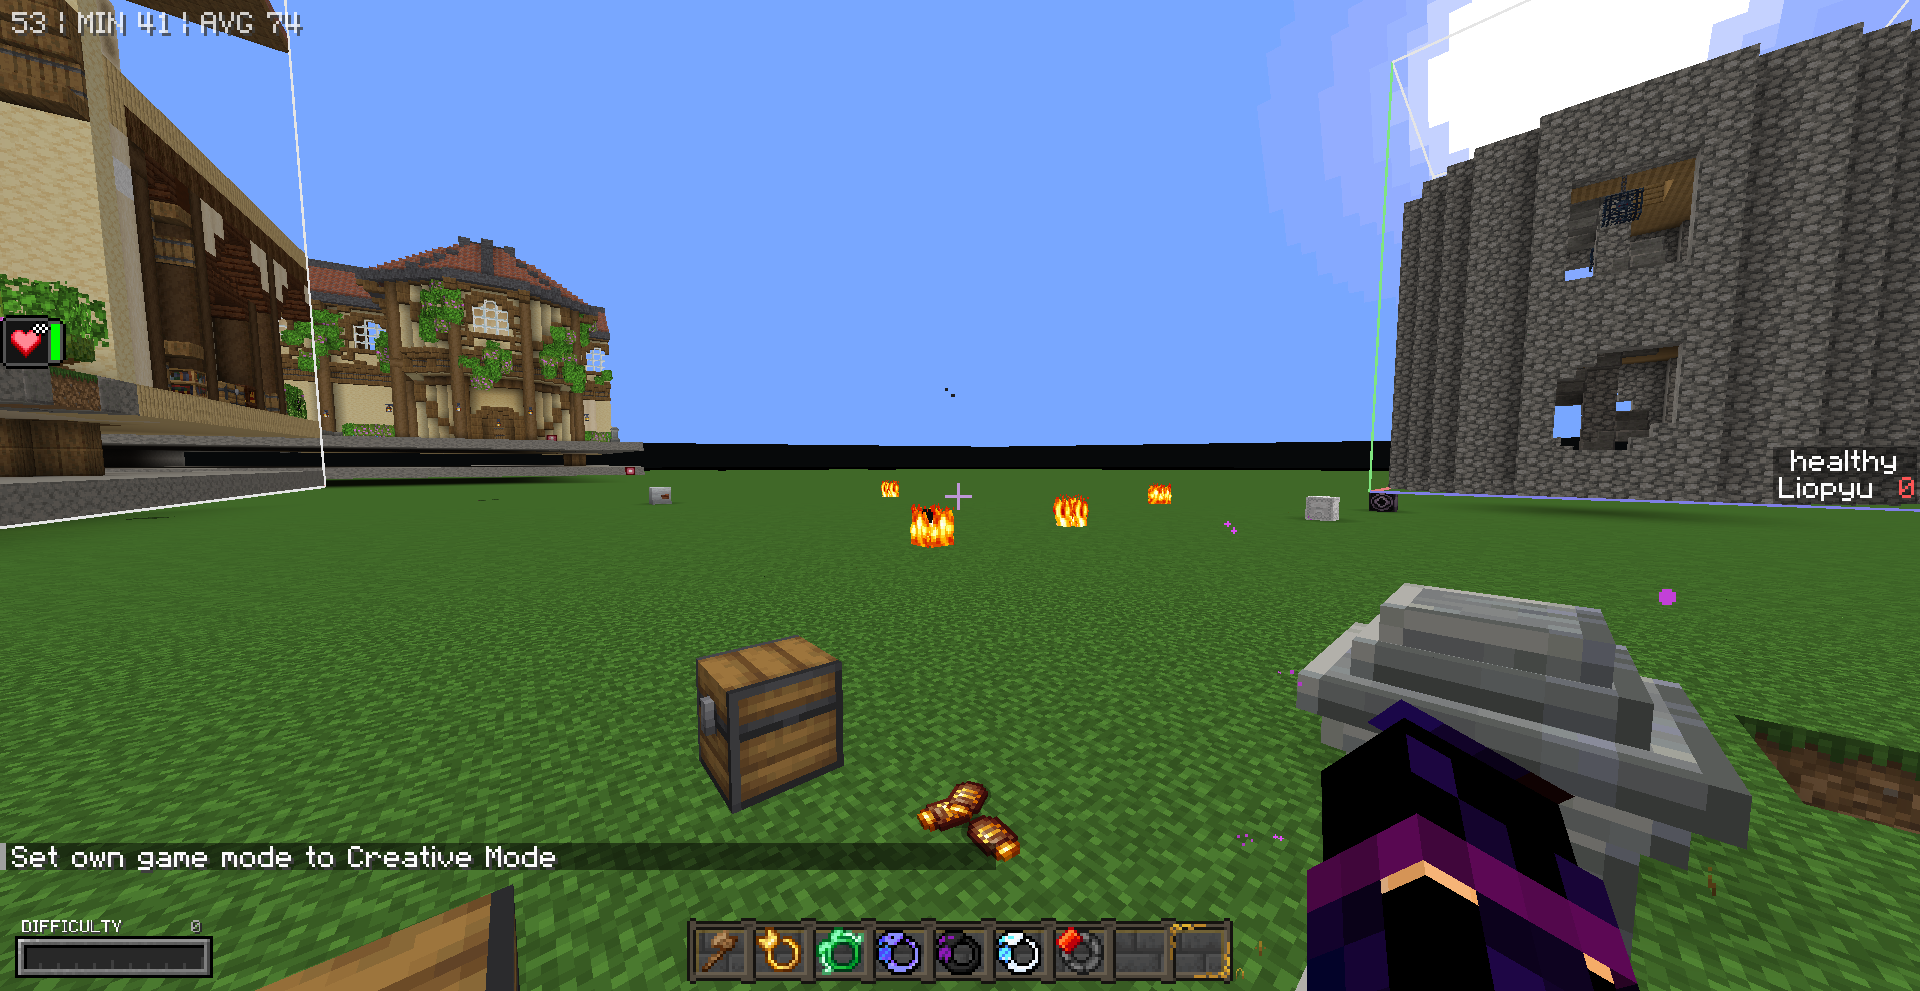 53 | MIN 41 | AVG 74
healthy
Liopyu 0
Set own game mode to Creative Mode
DIFFICULTY 0